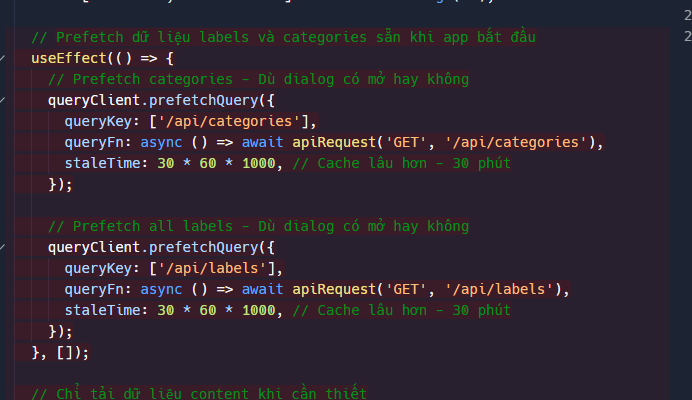 // Prefetch dữ liệu labels và categories sẵn khi app bắt đầu
useEffect(() => {
// Prefetch categories - Dù dialog có mở hay không
queryClient.prefetchQuery({
queryKey: ['/api/categories'],
queryFn: async () => await apiRequest('GET', '/api/categories'),
staleTime: 30 * 60 * 1000, // Cache lâu hơn - 30 phút
});
// Prefetch all labels - Dù dialog có mở hay không
queryClient.prefetchQuery({
queryKey: ['/api/labels'],
queryFn: async () => await apiRequest('GET', '/api/labels'),
staleTime: 30 * 60 * 1000, // Cache lâu hơn - 30 phút
});
}, []);
// Chỉ tải dữ liệu content khi cần thiết